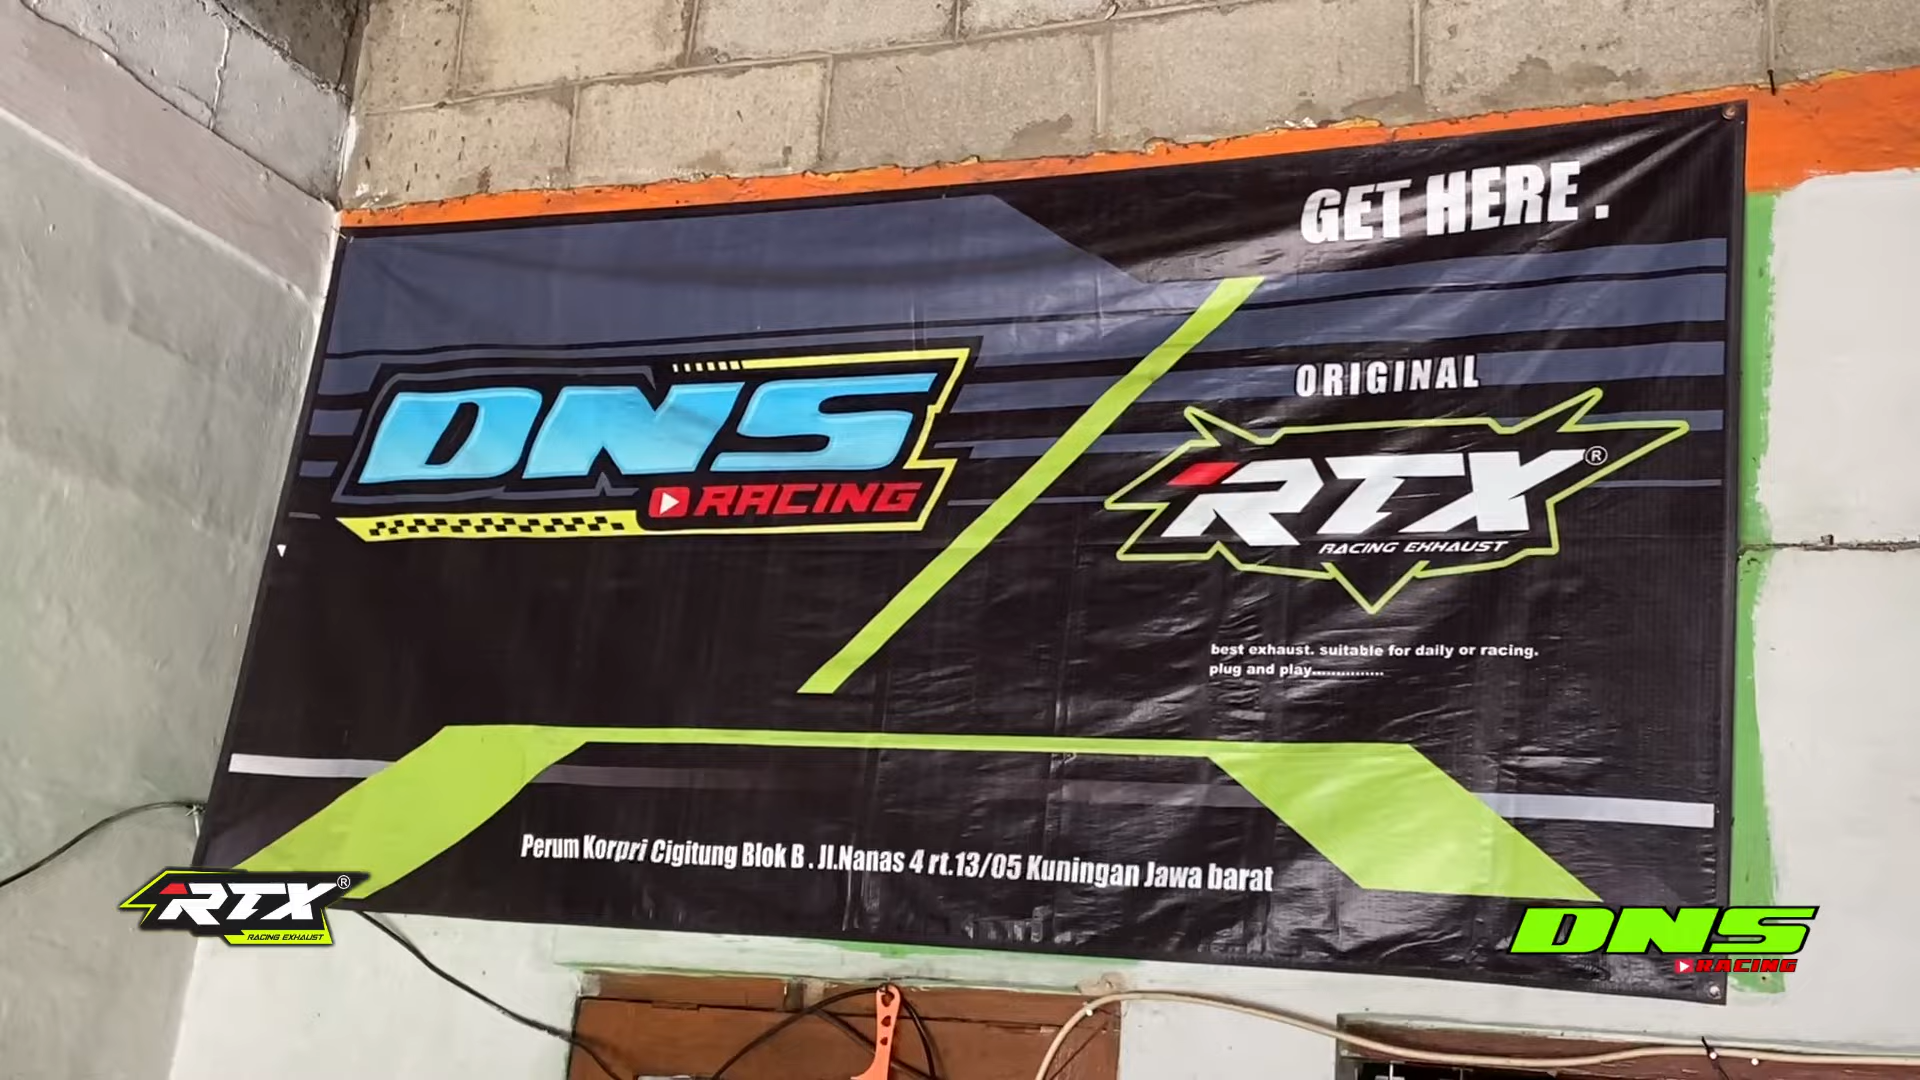 GET HERE .
DNS
RACING
ORIGINAL
RTX®
RACING EXHAUST
best exhaust. suitable for daily or racing.
plug and play...............
Perum Korpri Cigitung Blok B . Jl.Nanas 4 rt.13/05 Kuningan Jawa barat
RTX®
RACING EXHAUST
DNS
RACING